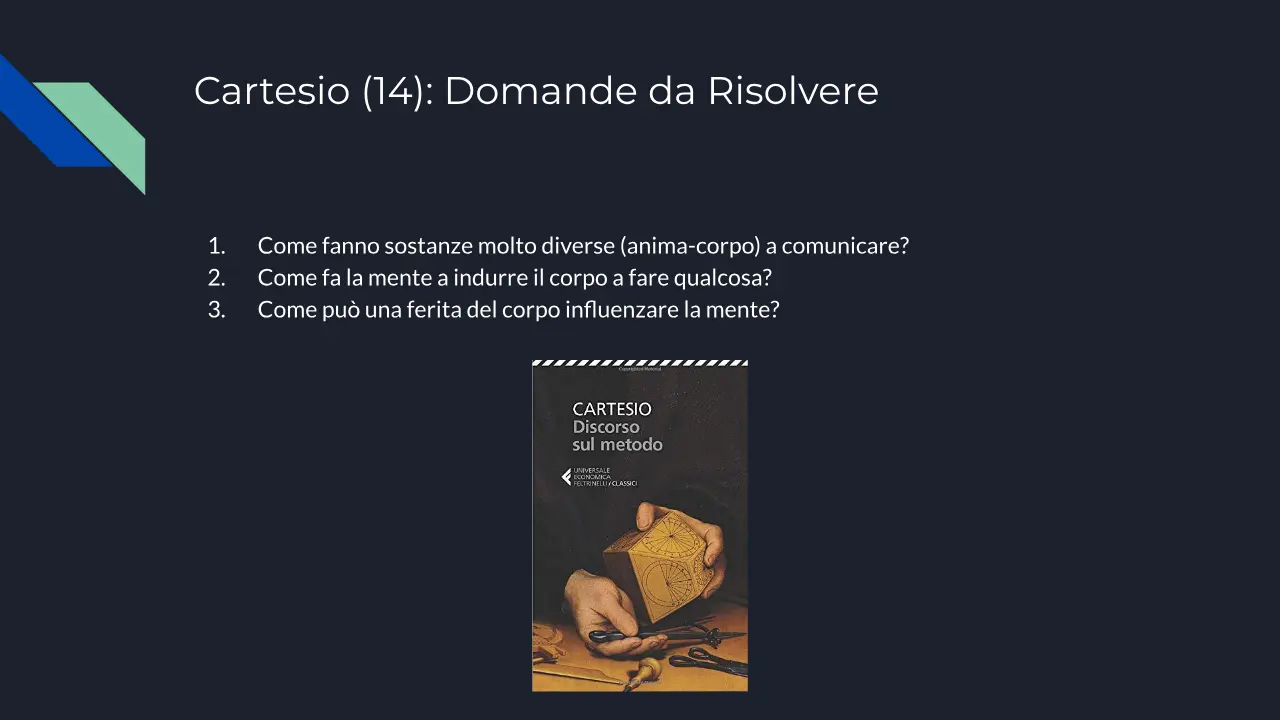 Cartesio (14): Domande da Risolvere
1. Come fanno sostanze molto diverse (anima-corpo) a comunicare?
2. Come fa la mente a indurre il corpo a fare qualcosa?
3. Come può una ferita del corpo influenzare la mente?
Copyrighted Material
CARTESIO
Discorso
sul metodo
UNIVERSALE
ECONOMICA
FELTRINELLI / CLASSICI